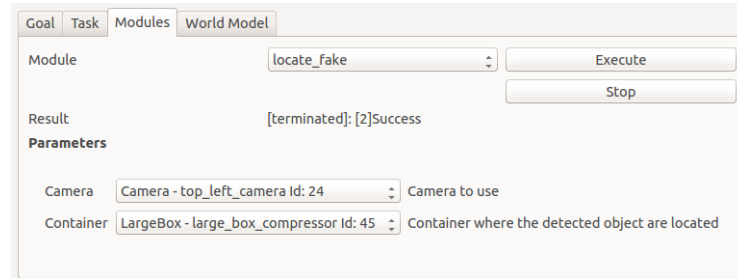 Goal Task Modules World Model
Module locate_fake Execute
Stop
Result [terminated]: [2]Success
Parameters
Camera Camera - top_left_camera Id: 24 Camera to use
Container LargeBox - large_box_compressor Id: 45 Container where the detected object are located